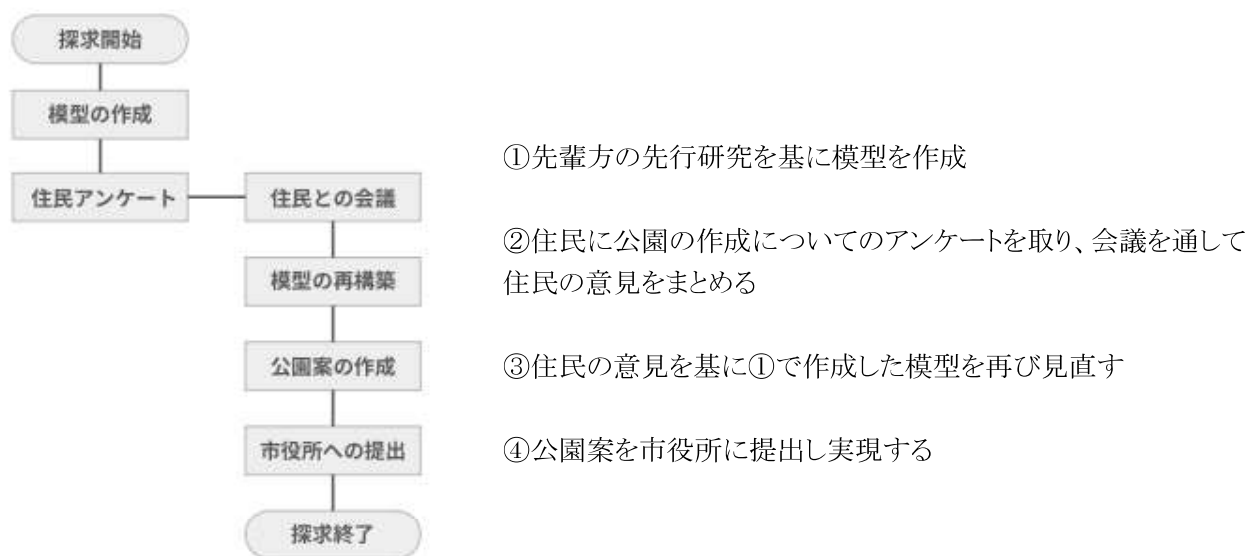 探求開始
模型の作成
住民アンケート
住民との会議
模型の再構築
公園案の作成
市役所への提出
探求終了
①先輩方の先行研究を基に模型を作成
②住民に公園の作成についてのアンケートを取り、会議を通して
住民の意見をまとめる
③住民の意見を基に①で作成した模型を再び見直す
④公園案を市役所に提出し実現する